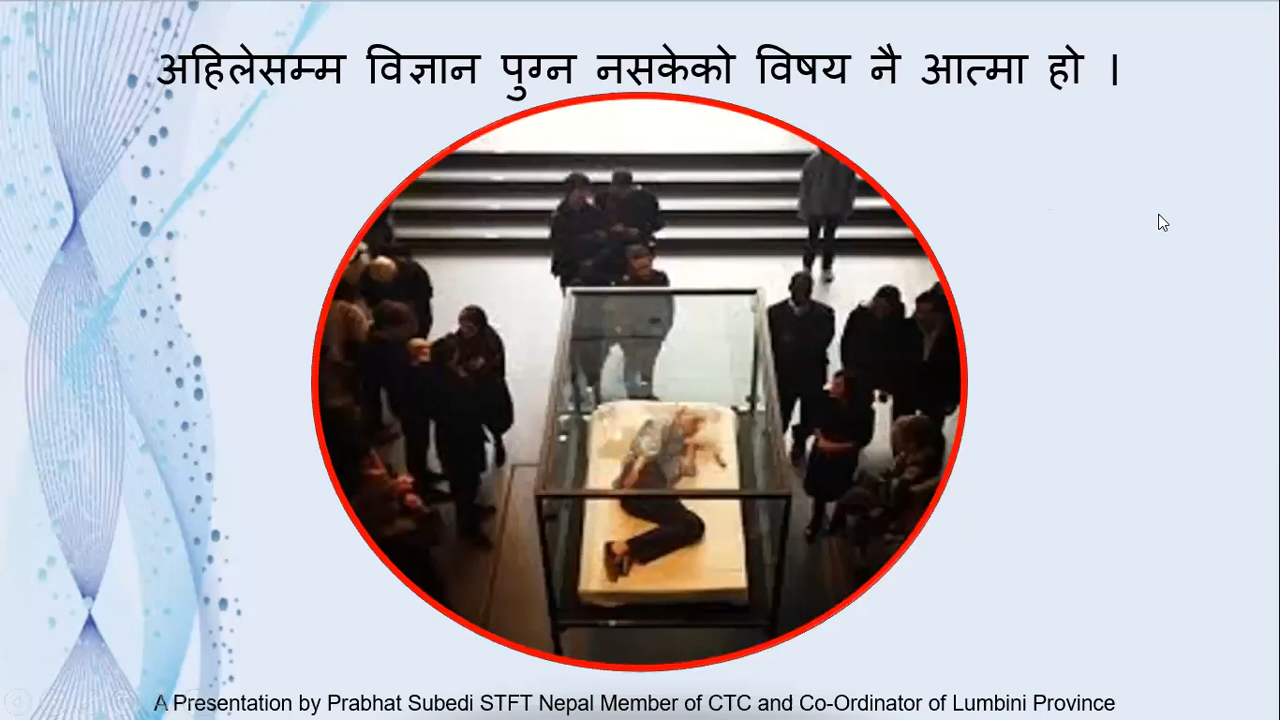 अहिलेसम्म विज्ञान पुग्न नसकेको विषय नै आत्मा हो ।
A Presentation by Prabhat Subedi STFT Nepal Member of CTC and Co-Ordinator of Lumbini Province